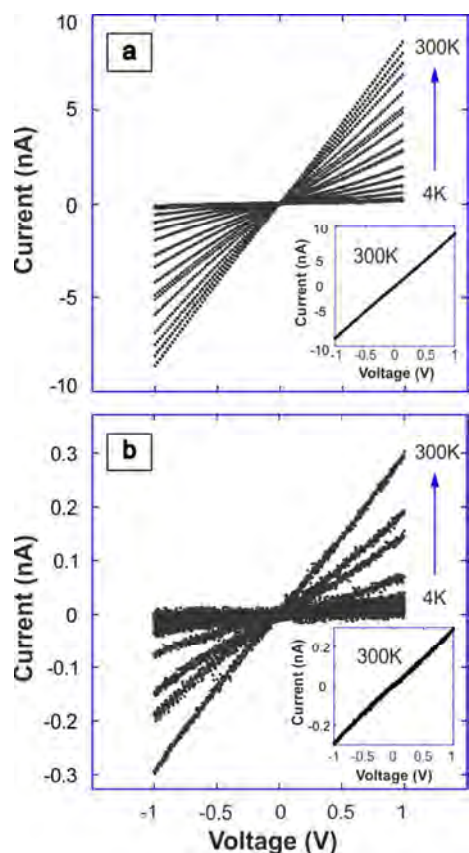 a
10
5
0
-5
-10
Current (nA)
300K
4K
10
5
0
-5
-10
Current (nA)
300K
-1 -0.5 0 0.5 1
Voltage (V)
b
0.3
0.2
0.1
0
-0.1
-0.2
-0.3
Current (nA)
300K
4K
0.2
0
-0.2
Current (nA)
300K
-1 -0.5 0 0.5 1
Voltage (V)
-1 -0.5 0 0.5 1
Voltage (V)